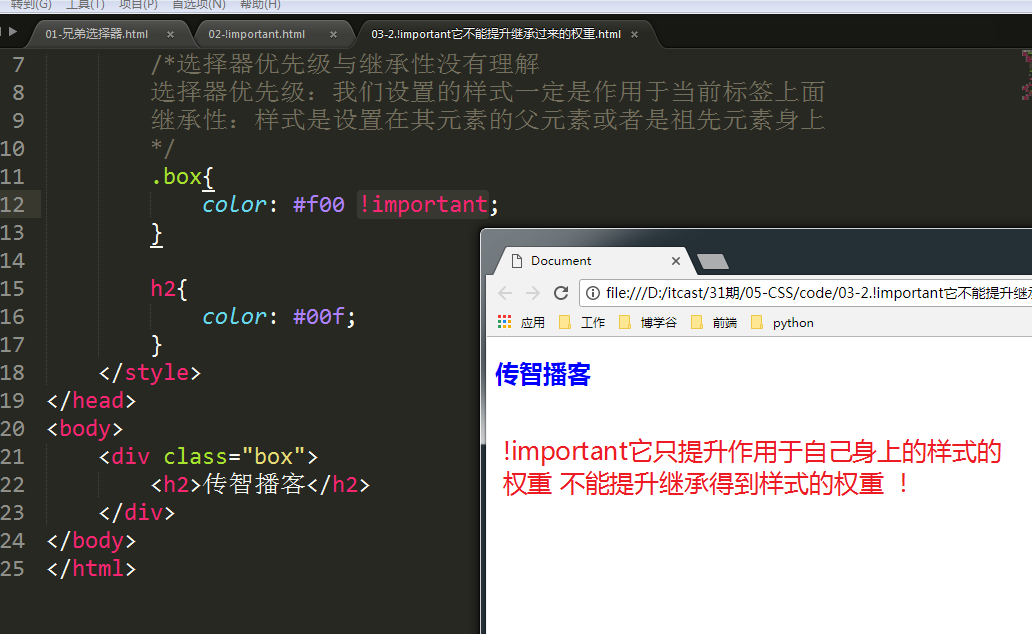 转到(G) 工具(T) 项目(P) 首选项(N) 帮助(H)
01-兄弟选择器.html × 02-!important.html × 03-2.!important它不能提升继承过来的权重.html ×
7 /*选择器优先级与继承性没有理解
8 选择器优先级：我们设置的样式一定是作用于当前标签上面
9 继承性：样式是设置在其元素的父元素或者是祖先元素身上
10 */
11 .box{
12 color: #f00 !important;
13 }
14
15 h2{
16 color: #00f;
17 }
18 </style>
19 </head>
20 <body>
21 <div class="box">
22 <h2>传智播客</h2>
23 </div>
24 </body>
25 </html>
Document ×
file:///D:/itcast/31期/05-CSS/code/03-2.!important它不能提升继
应用 工作 博学谷 前端 python
传智播客
!important它只提升作用于自己身上的样式的
权重 不能提升继承得到样式的权重 ！